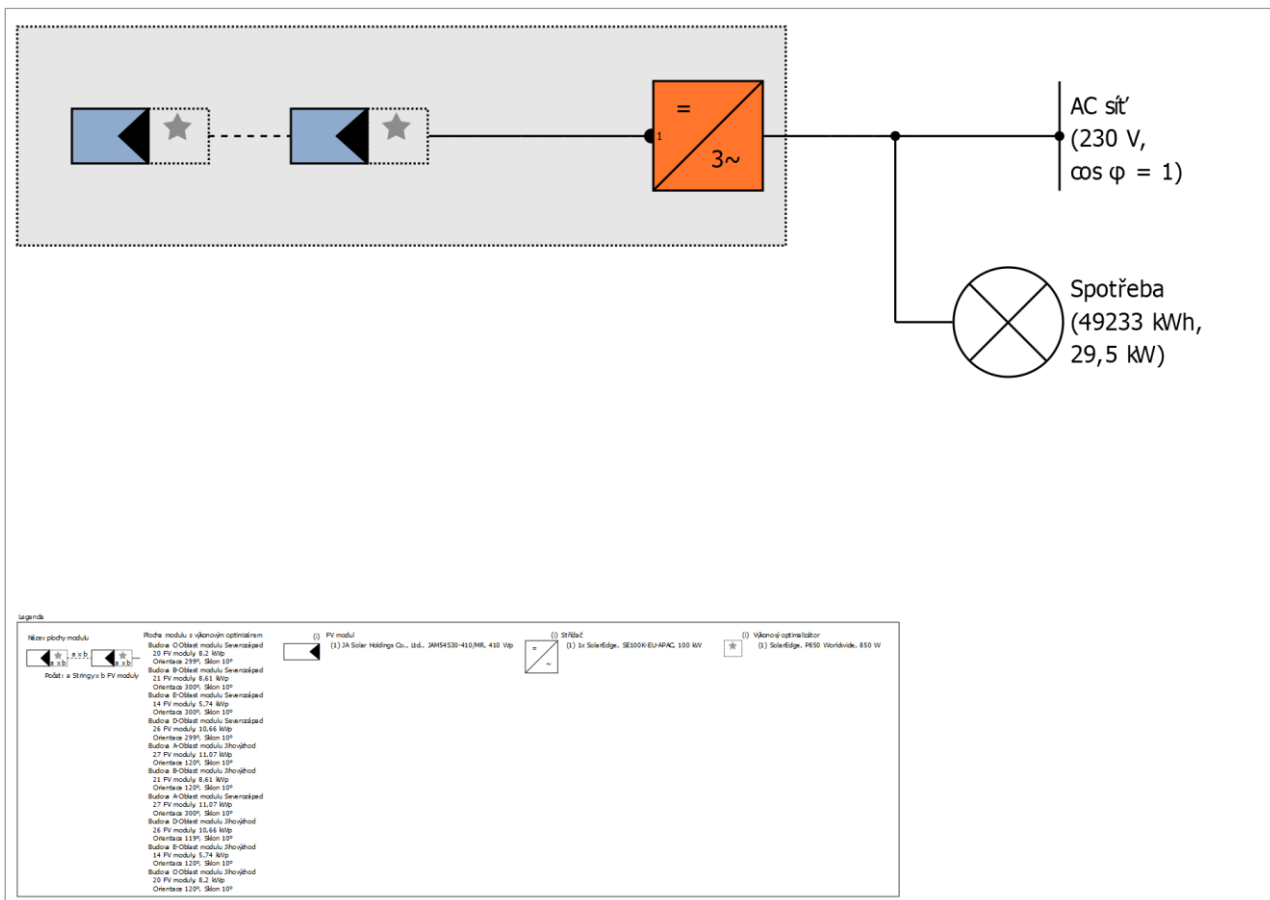 =
1
3~
AC síť
(230 V,
cos φ = 1)
Spotřeba
(49233 kWh,
29,5 kW)
Legenda
Název plochy modulu
a x b
a x b
a x b
Počet: a Stringy x b FV moduly
Plocha modulu s výkonovým optimizérem
Budova C-Oblast modulu Severozápad
20 FV moduly, 8,2 kWp
Orientace 299°, Sklon 10°
Budova B-Oblast modulu Severozápad
21 FV moduly, 8,61 kWp
Orientace 300°, Sklon 10°
Budova E-Oblast modulu Severozápad
14 FV moduly, 5,74 kWp
Orientace 300°, Sklon 10°
Budova D-Oblast modulu Severozápad
26 FV moduly, 10,66 kWp
Orientace 299°, Sklon 10°
Budova A-Oblast modulu Jihovýchod
27 FV moduly, 11,07 kWp
Orientace 120°, Sklon 10°
Budova B-Oblast modulu Jihovýchod
21 FV moduly, 8,61 kWp
Orientace 120°, Sklon 10°
Budova A-Oblast modulu Severozápad
27 FV moduly, 11,07 kWp
Orientace 300°, Sklon 10°
Budova D-Oblast modulu Jihovýchod
26 FV moduly, 10,66 kWp
Orientace 119°, Sklon 10°
Budova E-Oblast modulu Jihovýchod
14 FV moduly, 5,74 kWp
Orientace 120°, Sklon 10°
Budova C-Oblast modulu Jihovýchod
20 FV moduly, 8,2 kWp
Orientace 120°, Sklon 10°
(i) FV modul
(1) JA Solar Holdings Co., Ltd., JAM54S30-410/MR, 410 Wp
=
~
(i) Střídač
(1) 1x SolarEdge, SE100K-EU-APAC, 100 kW
(i) Výkonový optimalizátor
(1) SolarEdge, P850 Worldwide, 850 W